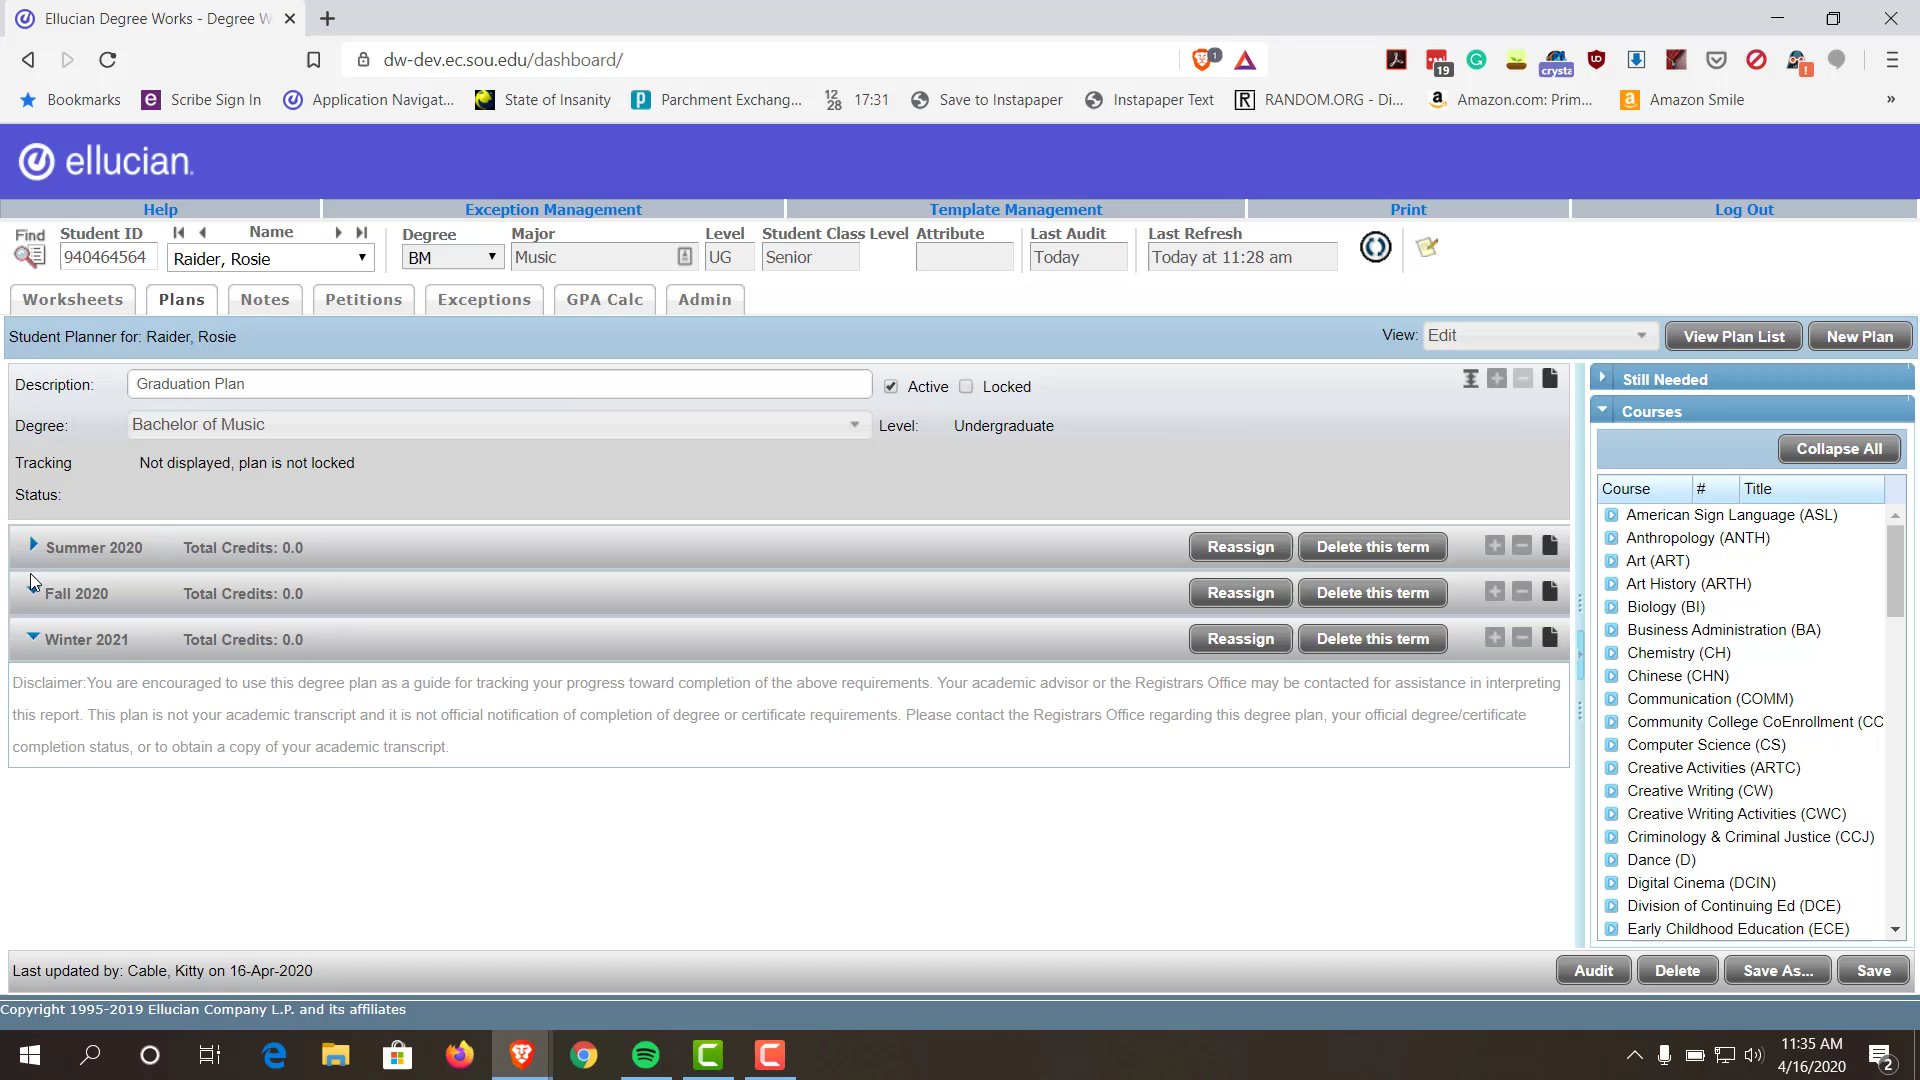 Ellucian Degree Works - Degree W
dw-dev.ec.sou.edu/dashboard/
1
19
crysta
!
Bookmarks
Scribe Sign In
Application Navigat...
State of Insanity
Parchment Exchang...
12 28 17:31
Save to Instapaper
Instapaper Text
RANDOM.ORG - Di...
Amazon.com: Prim...
Amazon Smile
»
ellucian.
Help
Exception Management
Template Management
Print
Log Out
Find
Student ID
Name
Degree
Major
Level
Student Class Level
Attribute
Last Audit
Last Refresh
940464564
Raider, Rosie
BM
Music
UG
Senior
Today
Today at 11:28 am
Worksheets
Plans
Notes
Petitions
Exceptions
GPA Calc
Admin
Student Planner for: Raider, Rosie
View:
Edit
View Plan List
New Plan
Description:
Graduation Plan
Active
Locked
Degree:
Bachelor of Music
Level:
Undergraduate
Tracking
Status:
Not displayed, plan is not locked
Summer 2020
Total Credits: 0.0
Reassign
Delete this term
Fall 2020
Total Credits: 0.0
Reassign
Delete this term
Winter 2021
Total Credits: 0.0
Reassign
Delete this term
Disclaimer:You are encouraged to use this degree plan as a guide for tracking your progress toward completion of the above requirements. Your academic advisor or the Registrars Office may be contacted for assistance in interpreting
this report. This plan is not your academic transcript and it is not official notification of completion of degree or certificate requirements. Please contact the Registrars Office regarding this degree plan, your official degree/certificate
completion status, or to obtain a copy of your academic transcript.
Still Needed
Courses
Collapse All
Course
#
Title
American Sign Language (ASL)
Anthropology (ANTH)
Art (ART)
Art History (ARTH)
Biology (BI)
Business Administration (BA)
Chemistry (CH)
Chinese (CHN)
Communication (COMM)
Community College CoEnrollment (CC
Computer Science (CS)
Creative Activities (ARTC)
Creative Writing (CW)
Creative Writing Activities (CWC)
Criminology & Criminal Justice (CCJ)
Dance (D)
Digital Cinema (DCIN)
Division of Continuing Ed (DCE)
Early Childhood Education (ECE)
Last updated by: Cable, Kitty on 16-Apr-2020
Audit
Delete
Save As...
Save
Copyright 1995-2019 Ellucian Company L.P. and its affiliates
11:35 AM
4/16/2020
2